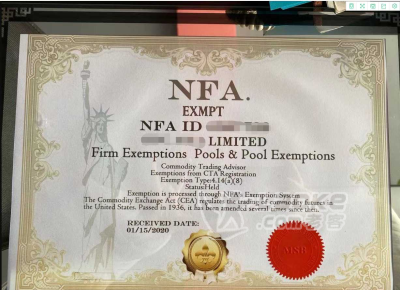 NFA.
EXMPT
NFA ID
LIMITED
Firm Exemptions Pools & Pool Exemptions
Commodity Trading Advisor
Exemptions from CTA Registration
Exemption Type4.14(a)(8)
Status:Held
Exemption is processed through NFA's Exemption System
The Commodity Exchange Act (CEA) regulates the trading of commodity futures in
the United States. Passed in 1936, it has been amended several times since then.
RECEIVED DATE:
01/15/2020